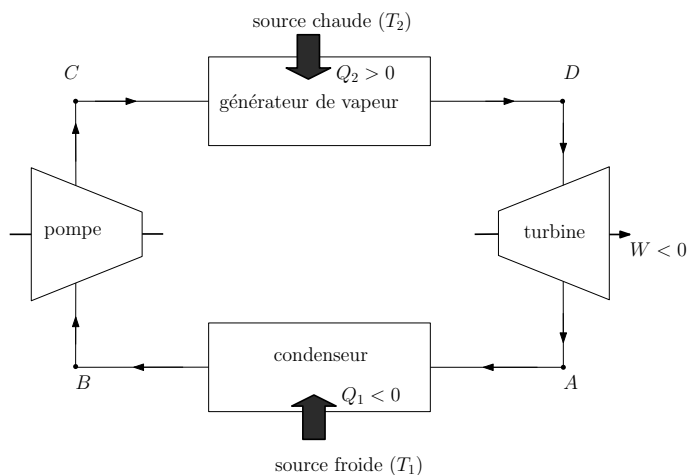 source chaude (T₂)
C
Q₂ > 0
D
générateur de vapeur
pompe
turbine
W < 0
condenseur
B
Q₁ < 0
A
source froide (T₁)